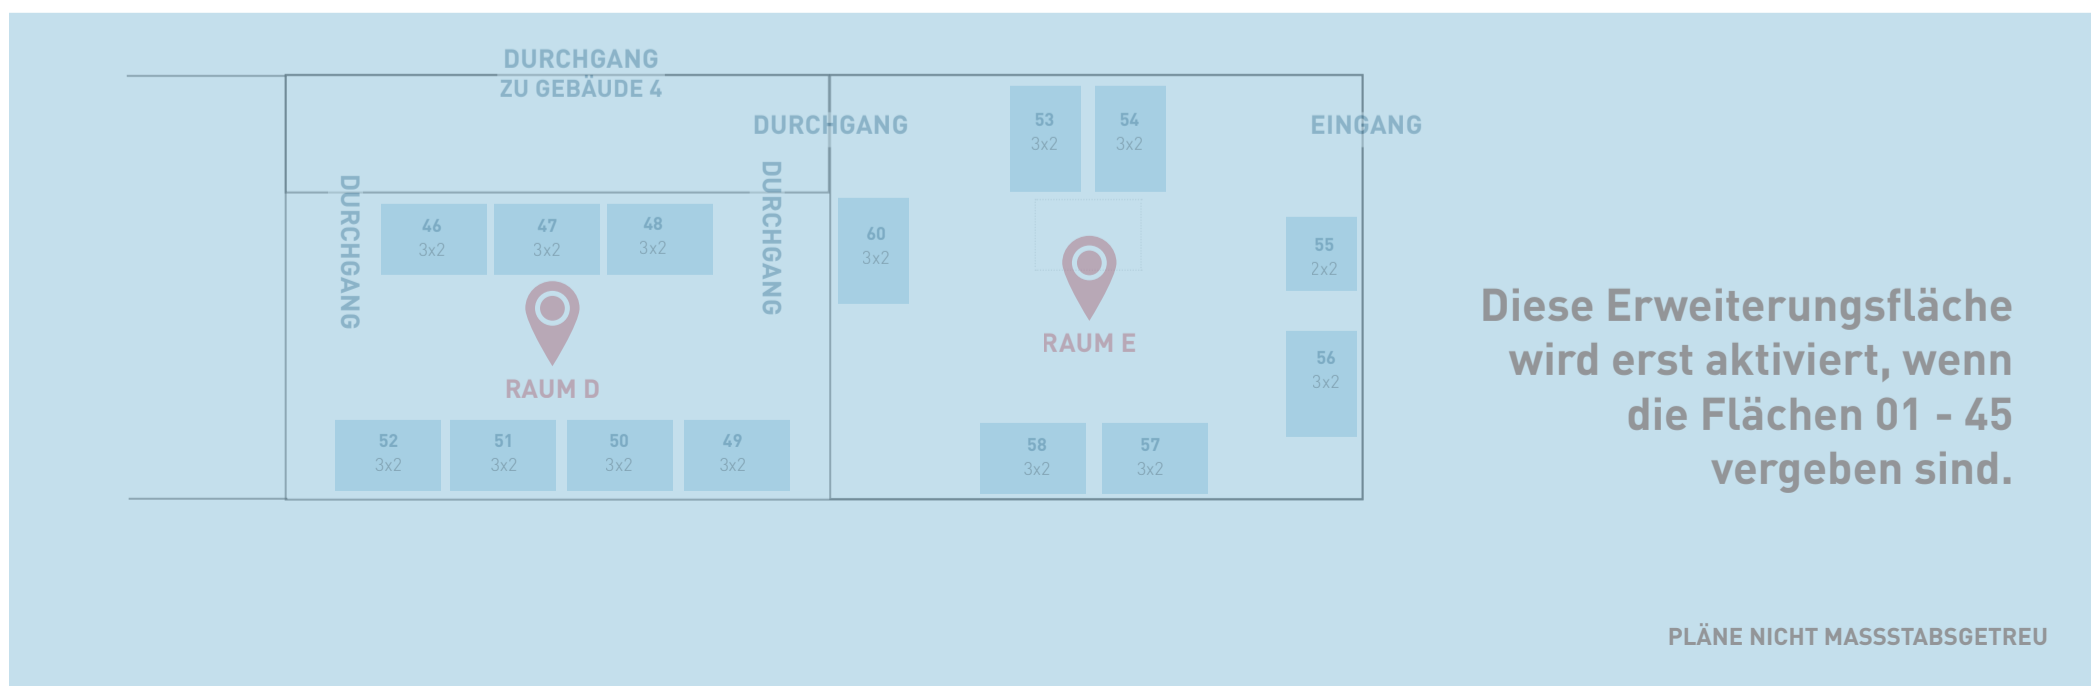 DURCHGANG
ZU GEBÄUDE 4
DURCHGANG
EINGANG
53
3x2
54
3x2
DURCHGANG
DURCHGANG
46
3x2
47
3x2
48
3x2
60
3x2
55
2x2
RAUM E
RAUM D
56
3x2
52
3x2
51
3x2
50
3x2
49
3x2
58
3x2
57
3x2
Diese Erweiterungsfläche
wird erst aktiviert, wenn
die Flächen 01 - 45
vergeben sind.
PLÄNE NICHT MASSSTABSGETREU